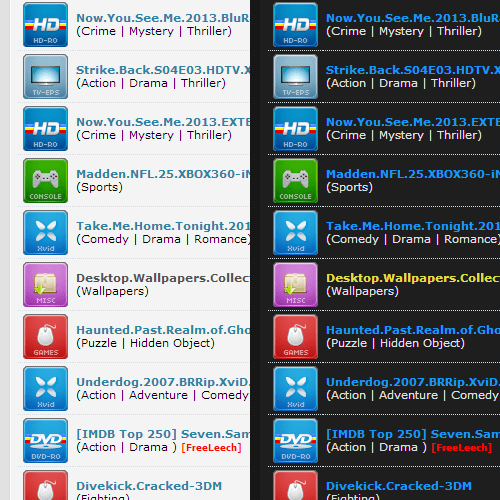 HD
HD-RO
Now.You.See.Me.2013.BluR
(Crime | Mystery | Thriller)
TV-EPS
Strike.Back.S04E03.HDTV.X
(Action | Drama | Thriller)
HD
HD-RO
Now.You.See.Me.2013.EXTE
(Crime | Mystery | Thriller)
CONSOLE
Madden.NFL.25.XBOX360-iM
(Sports)
Xvid
Take.Me.Home.Tonight.201
(Comedy | Drama | Romance)
MISC
Desktop.Wallpapers.Collect
(Wallpapers)
GAMES
Haunted.Past.Realm.of.Gho
(Puzzle | Hidden Object)
Xvid
Underdog.2007.BRRip.XviD.
(Action | Adventure | Comedy
DVD
DVD-RO
[IMDB Top 250] Seven.Sam
(Action | Drama ) [FreeLeech]
Divekick.Cracked-3DM
(Fighting)
HD
HD-RO
Now.You.See.Me.2013.BluR
(Crime | Mystery | Thriller)
TV-EPS
Strike.Back.S04E03.HDTV.X
(Action | Drama | Thriller)
HD
HD-RO
Now.You.See.Me.2013.EXTE
(Crime | Mystery | Thriller)
CONSOLE
Madden.NFL.25.XBOX360-iM
(Sports)
Xvid
Take.Me.Home.Tonight.201
(Comedy | Drama | Romance)
MISC
Desktop.Wallpapers.Collec
(Wallpapers)
GAMES
Haunted.Past.Realm.of.Gho
(Puzzle | Hidden Object)
Xvid
Underdog.2007.BRRip.XviD.
(Action | Adventure | Comedy
DVD
DVD-RO
[IMDB Top 250] Seven.Sam
(Action | Drama ) [FreeLeech]
Divekick.Cracked-3DM
(Fighting)